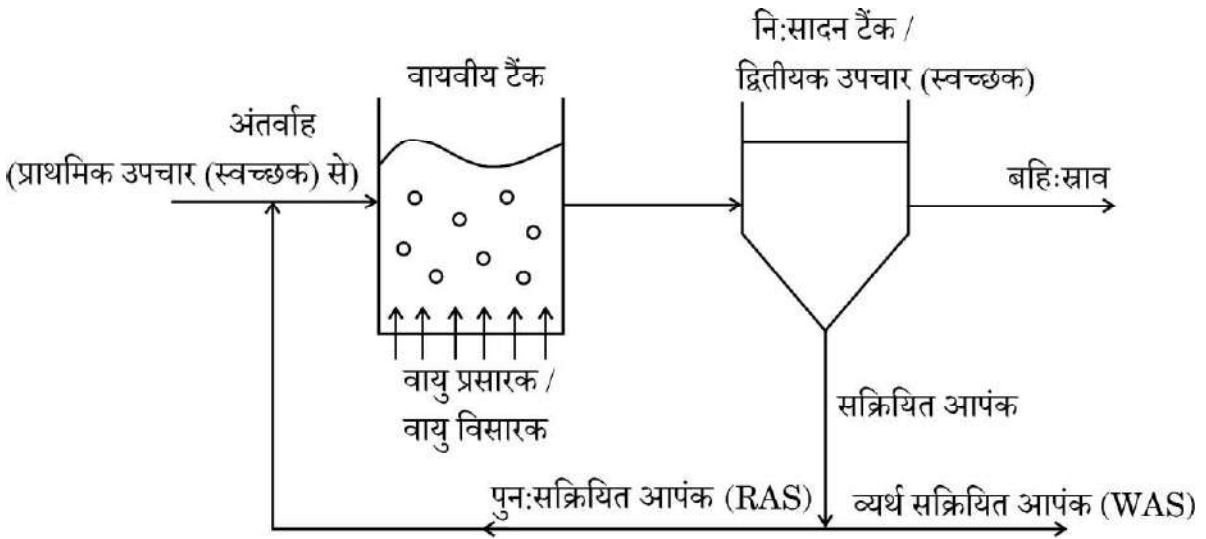 नि:सादन टैंक /
द्वितीयक उपचार (स्वच्छक)
वायवीय टैंक
अंतर्वाह
(प्राथमिक उपचार (स्वच्छक) से)
बहिःस्राव
वायु प्रसारक /
वायु विसारक
सक्रियित आपंक
पुन:सक्रियित आपंक (RAS)
व्यर्थ सक्रियित आपंक (WAS)